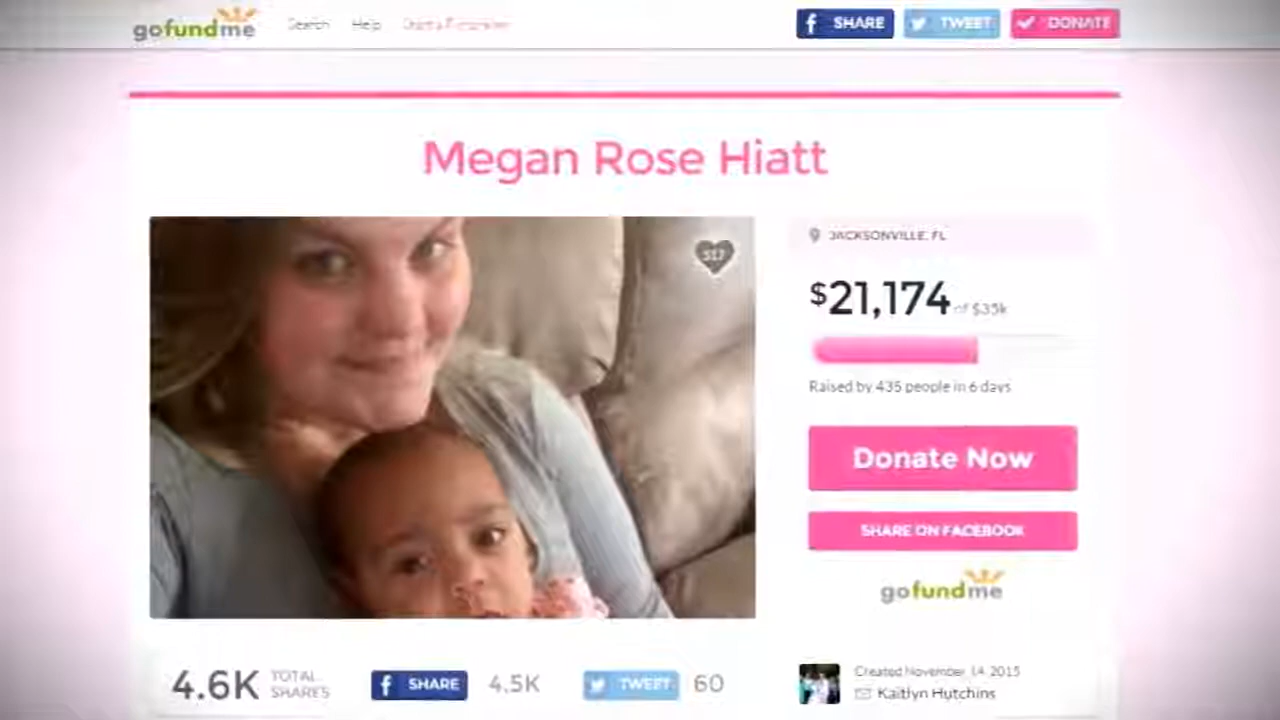 gofundme Search Help
SHARE TWEET DONATE
Megan Rose Hiatt
317
JACKSONVILLE, FL
$21,174 of $35k
Raised by 435 people in 6 days
Donate Now
SHARE ON FACEBOOK
gofundme
4.6K TOTAL SHARES
SHARE 4.5K
TWEET 60
Created November 14, 2015
Kaitlyn Hutchins